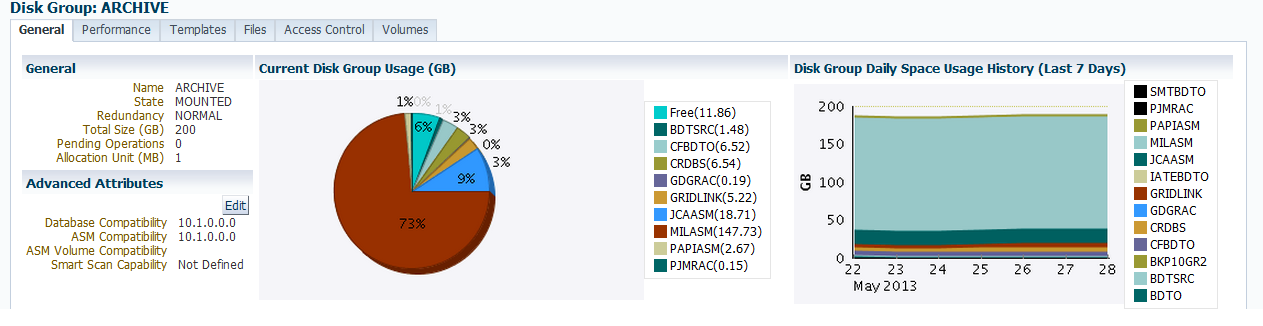 Disk Group: ARCHIVE
General Performance Templates Files Access Control Volumes
General
Name ARCHIVE
State MOUNTED
Redundancy NORMAL
Total Size (GB) 200
Pending Operations 0
Allocation Unit (MB) 1
Advanced Attributes
Edit
Database Compatibility 10.1.0.0.0
ASM Compatibility 10.1.0.0.0
ASM Volume Compatibility
Smart Scan Capability Not Defined
Current Disk Group Usage (GB)
1% 0%
1%
6% 3%
3%
0%
3%
9%
73%
Free(11.86)
BDTSRC(1.48)
CFBDTO(6.52)
CRDBS(6.54)
GDGRAC(0.19)
GRIDLINK(5.22)
JCAASM(18.71)
MILASM(147.73)
PAPIASM(2.67)
PJMRAC(0.15)
Disk Group Daily Space Usage History (Last 7 Days)
GB
200
150
100
50
0
22 23 24 25 26 27 28
May 2013
SMTBDTO
PJMRAC
PAPIASM
MILASM
JCAASM
IATEBDTO
GRIDLINK
GDGRAC
CRDBS
CFBDTO
BKP10GR2
BDTSRC
BDTO